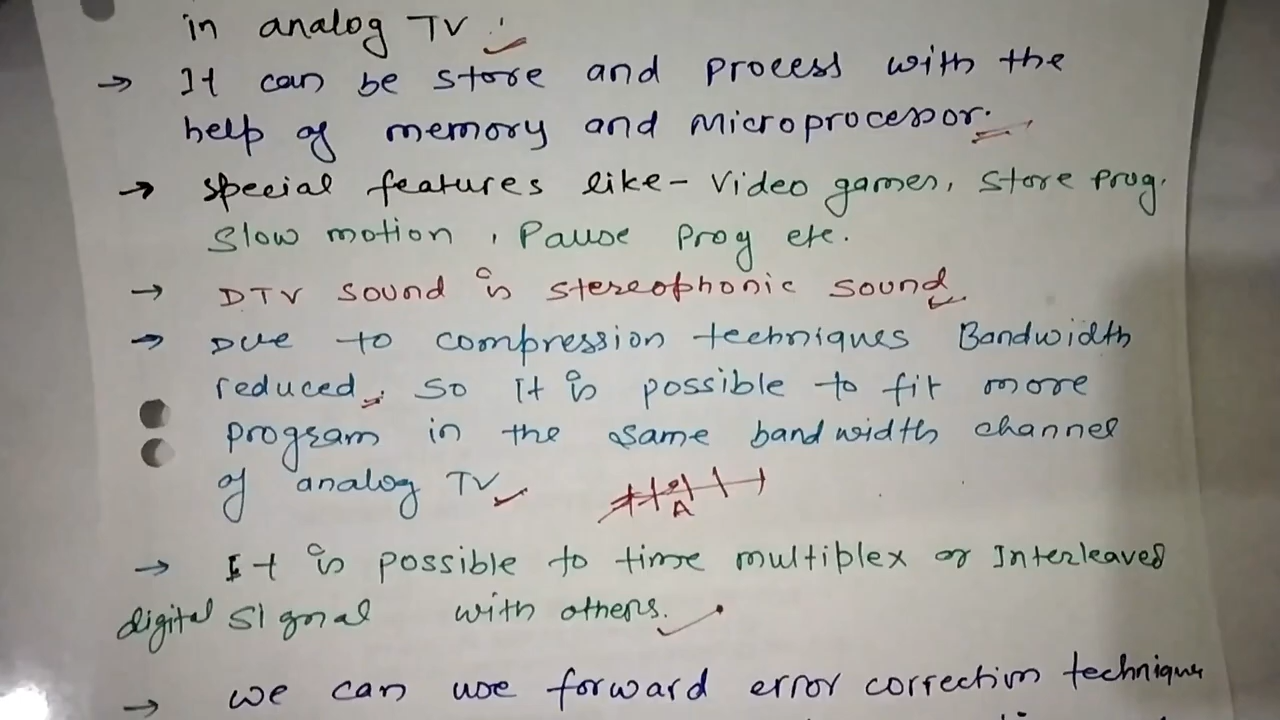 in analog TV.
→ It can be store and process with the
help of memory and Microprocessor.
→ special features like - Video games, Store prog.
Slow motion, Pause Prog etc.
→ DTV sound is stereophonic sound
→ Due to compression techniques Bandwidth
reduced. So It is possible to fit more
program in the same band width channel
of analog TV
A
→ It is possible to time multiplex or Interleaved
digital signal with others.
→ we can use forward error correction technique